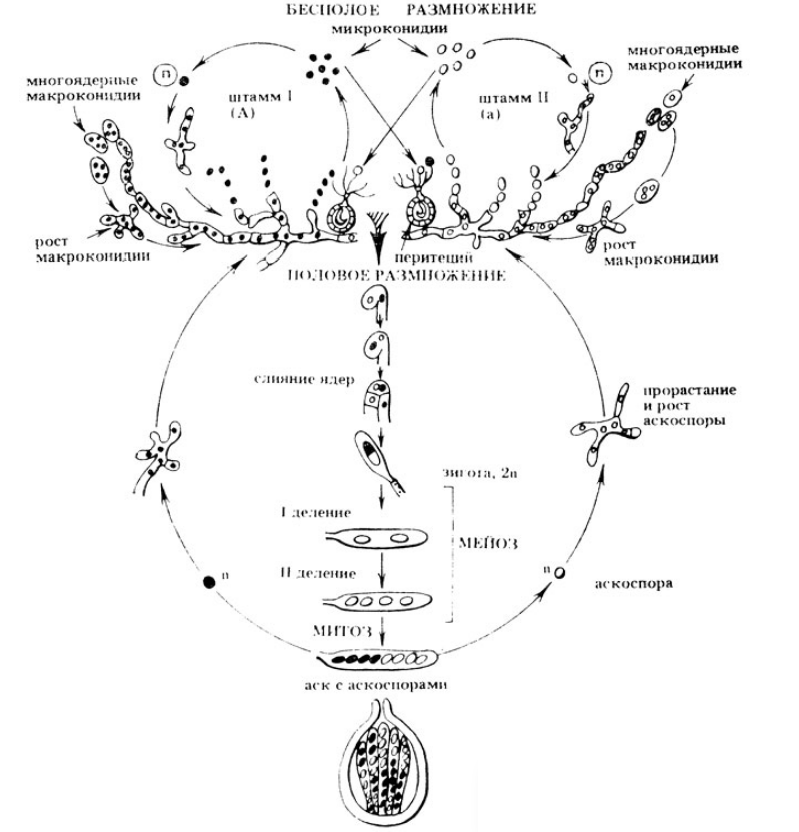 БЕСПОЛОЕ РАЗМНОЖЕНИЕ
микроконидии
многоядерные
макроконидии
n
штамм I
(А)
штамм II
(а)
n
многоядерные
макроконидии
рост
макроконидии
перитеций
рост
макроконидии
ПОЛОВОЕ РАЗМНОЖЕНИЕ
слияние ядер
прорастание
и рост
аскоспоры
зигота, 2n
I деление
МЕЙОЗ
II деление
n
n
аскоспора
МИТОЗ
аск с аскоспорами